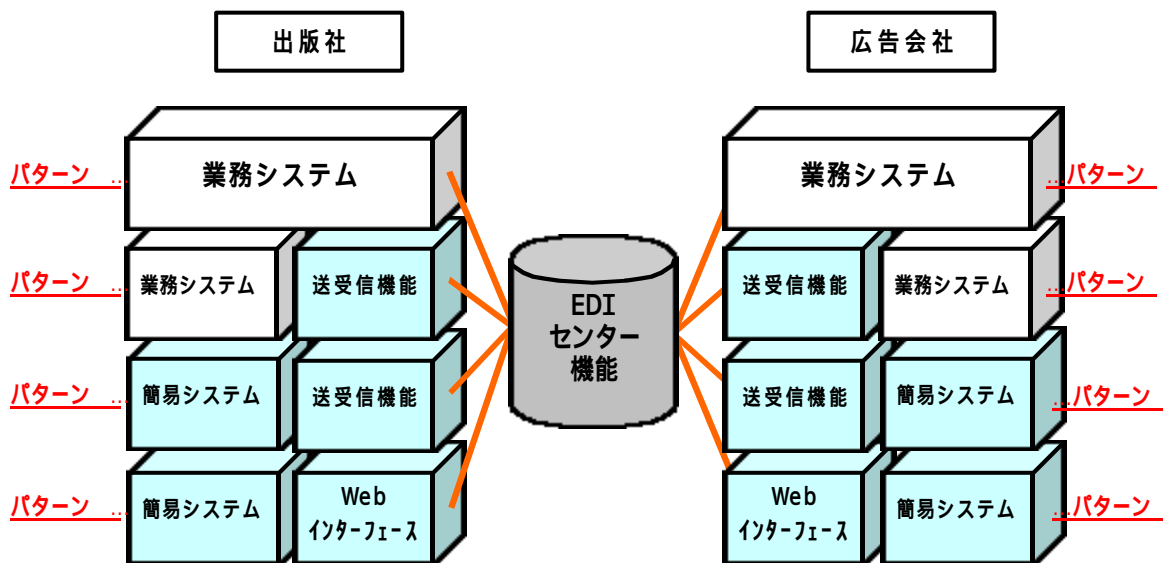 出版社
広告会社
パターン …
業務システム
業務システム
…パターン
パターン …
業務システム
送受信機能
送受信機能
業務システム
…パターン
EDI
センター
機能
パターン …
簡易システム
送受信機能
送受信機能
簡易システム
…パターン
パターン …
簡易システム
Web
インターフェース
Web
インターフェース
簡易システム
…パターン